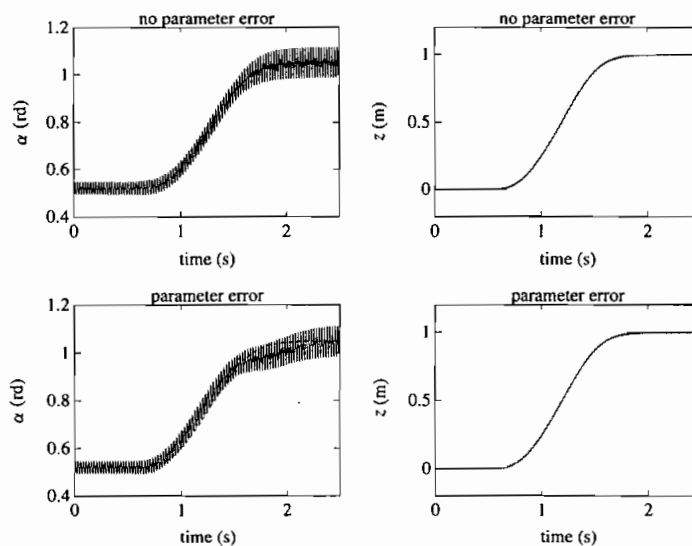 no parameter error
1.2
1
0.8
0.6
0.4
α (rd)
0
1
2
time (s)
no parameter error
1
0.5
0
z (m)
0
1
2
time (s)
parameter error
1.2
1
0.8
0.6
0.4
α (rd)
0
1
2
time (s)
parameter error
1
0.5
0
z (m)
0
1
2
time (s)